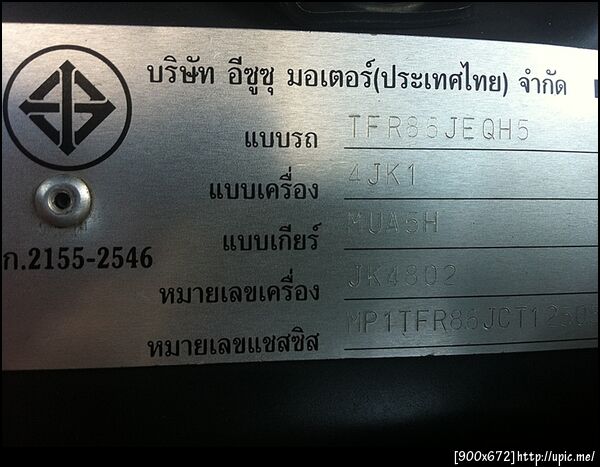 บริษัท อีซูซุ มอเตอร์(ประเทศไทย) จำกัด
แบบรถ TFR86JEQH5
แบบเครื่อง 4JK1
แบบเกียร์ MUA5H
ก.2155-2546
หมายเลขเครื่อง JK4802
หมายเลขแชสซิส
[900x672]http://upic.me/